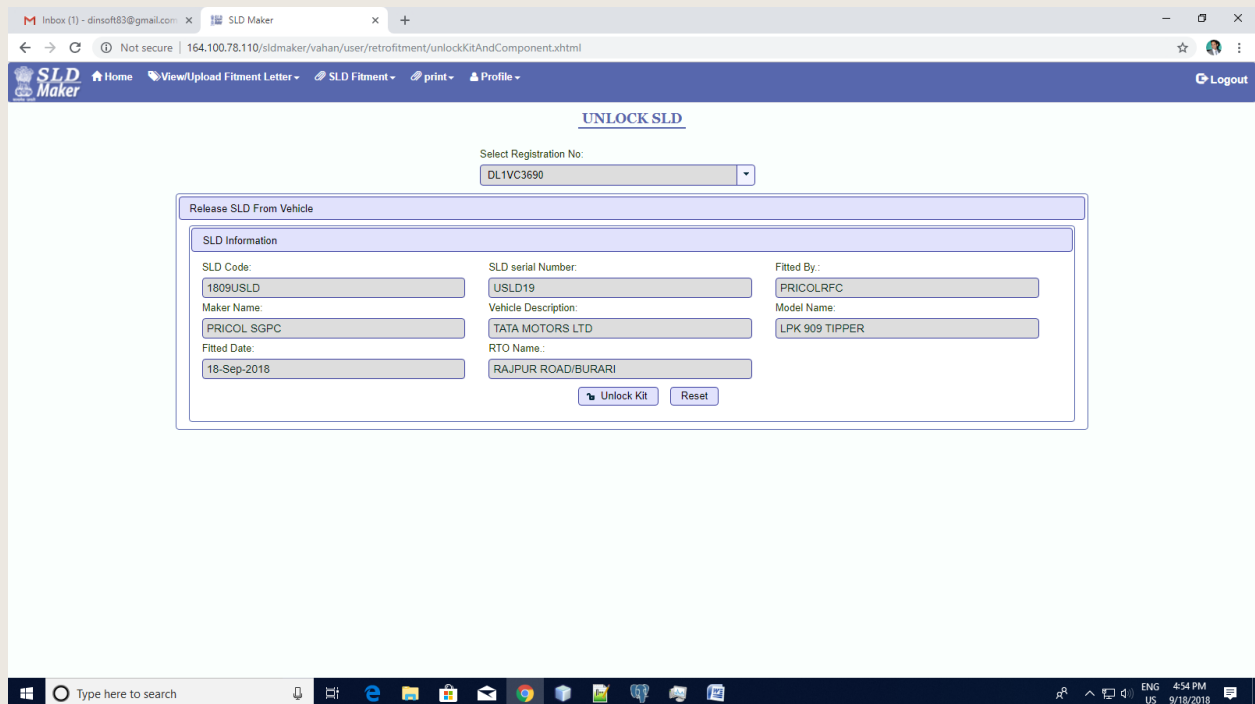 Inbox (1) - dinsoft83@gmail.com
SLD Maker
Not secure | 164.100.78.110/sldmaker/vahan/user/retrofitment/unlockKitAndComponent.xhtml
SLD Maker
Home View/Upload Fitment Letter SLD Fitment print Profile Logout
UNLOCK SLD
Select Registration No:
DL1VC3690
Release SLD From Vehicle
SLD Information
SLD Code: SLD serial Number: Fitted By.:
1809USLD USLD19 PRICOLRFC
Maker Name: Vehicle Description: Model Name:
PRICOL SGPC TATA MOTORS LTD LPK 909 TIPPER
Fitted Date: RTO Name.:
18-Sep-2018 RAJPUR ROAD/BURARI
Unlock Kit Reset
Type here to search
ENG 4:54 PM
US 9/18/2018